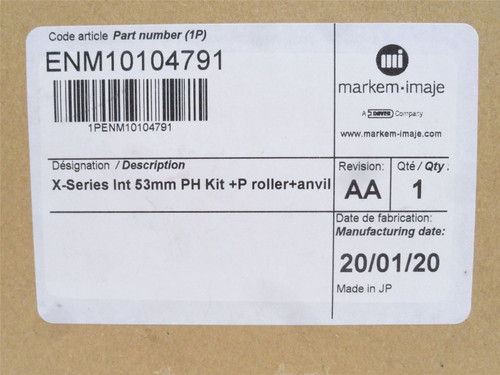 Code article Part number (1P)
ENM10104791
1PENM10104791
mi
markem·imaje
A DOVER Company
www.markem-imaje.com
Désignation / Description
X-Series Int 53mm PH Kit +P roller+anvil
Revision:
AA
Qté / Qty :
1
Date de fabrication:
Manufacturing date:
20/01/20
Made in JP